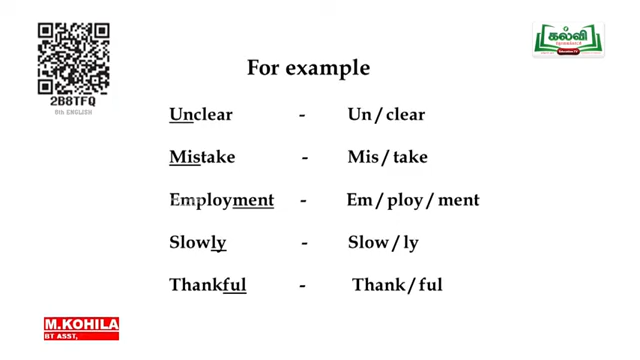 கல்வி
2B8TFQ
6th ENGLISH
For example
Unclear - Un / clear
Mistake - Mis / take
Employment - Em / ploy / ment
Slowly - Slow / ly
Thankful - Thank / ful
M.KOHILA
BT ASST,